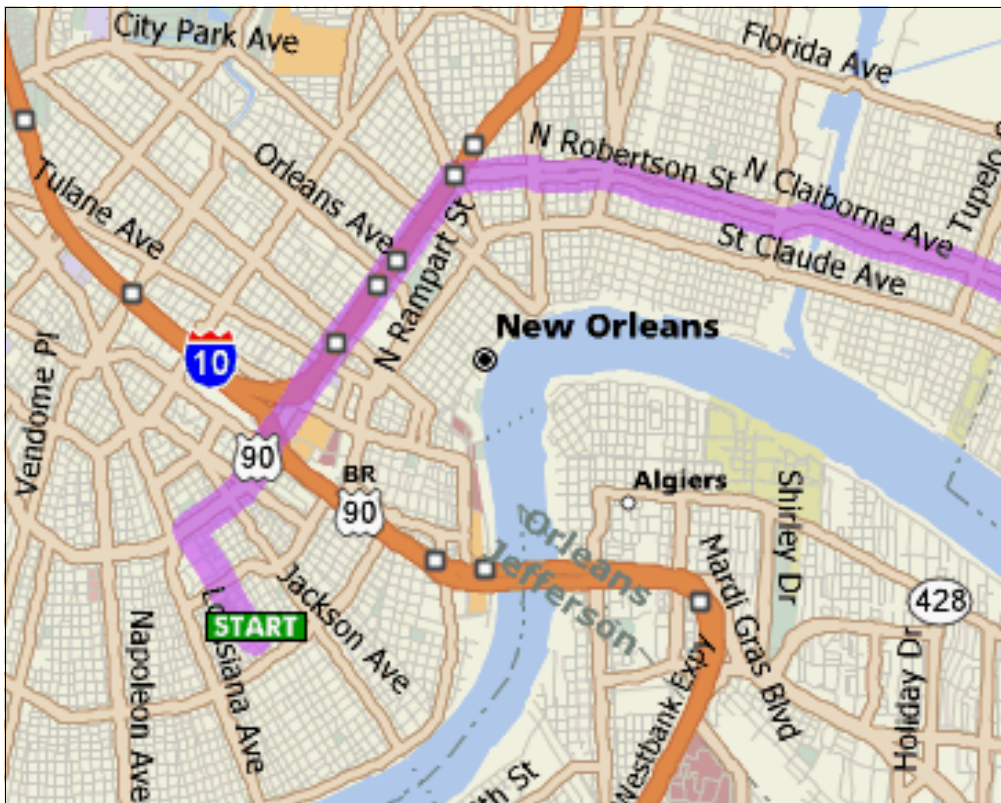 City Park Ave
Florida Ave
N Robertson St
N Claiborne Ave
Tupelo
Orleans Ave
Tulane Ave
St Claude Ave
N Rampart St
New Orleans
10
Vendome Pl
90
BR
90
Algiers
Shirley Dr
Orleans
Jefferson
Mardi Gras Blvd
428
Jackson Ave
START
Napoleon Ave
Westbank Expy
Holiday Dr